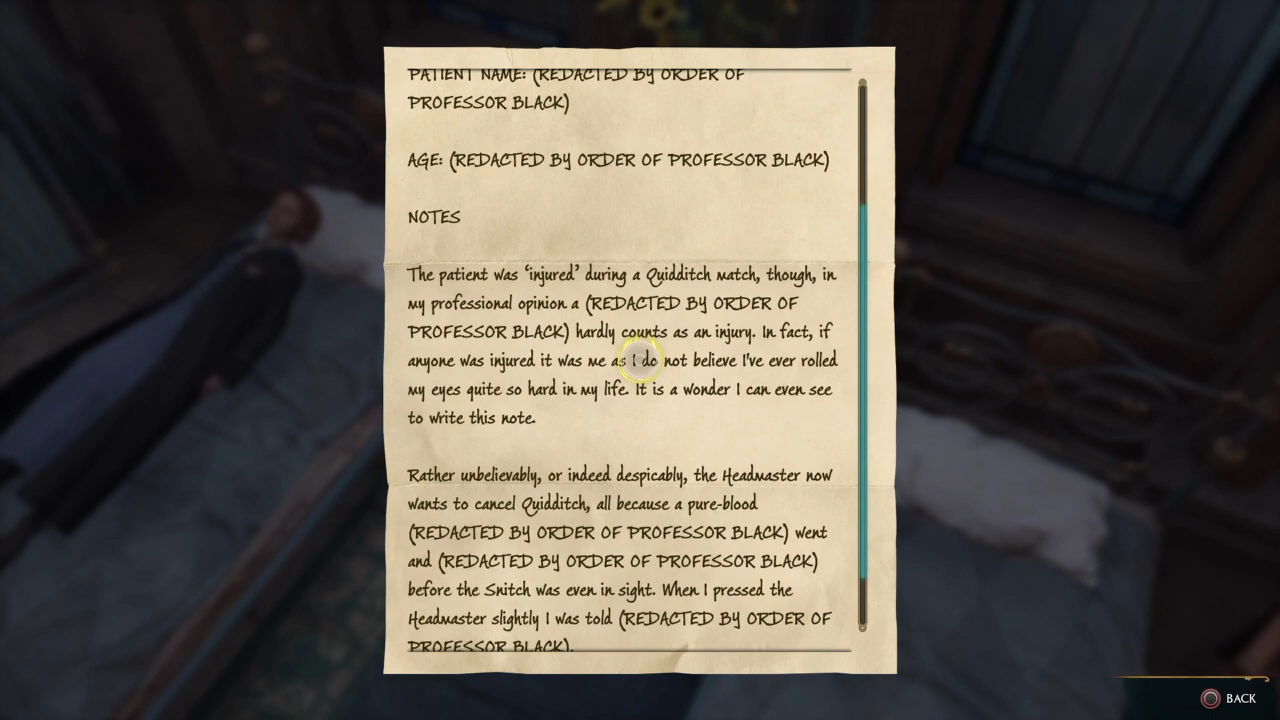 PATIENT NAME: (REDACTED BY ORDER OF
PROFESSOR BLACK)
AGE: (REDACTED BY ORDER OF PROFESSOR BLACK)
NOTES
The patient was ‘injured’ during a Quidditch match, though, in
my professional opinion a (REDACTED BY ORDER OF
PROFESSOR BLACK) hardly counts as an injury. In fact, if
anyone was injured it was me as I do not believe I've ever rolled
my eyes quite so hard in my life. It is a wonder I can even see
to write this note.
Rather unbelievably, or indeed despicably, the Headmaster now
wants to cancel Quidditch, all because a pure-blood
(REDACTED BY ORDER OF PROFESSOR BLACK) went
and (REDACTED BY ORDER OF PROFESSOR BLACK)
before the Snitch was even in sight. When I pressed the
Headmaster slightly I was told (REDACTED BY ORDER OF
PROFESSOR BLACK).
BACK